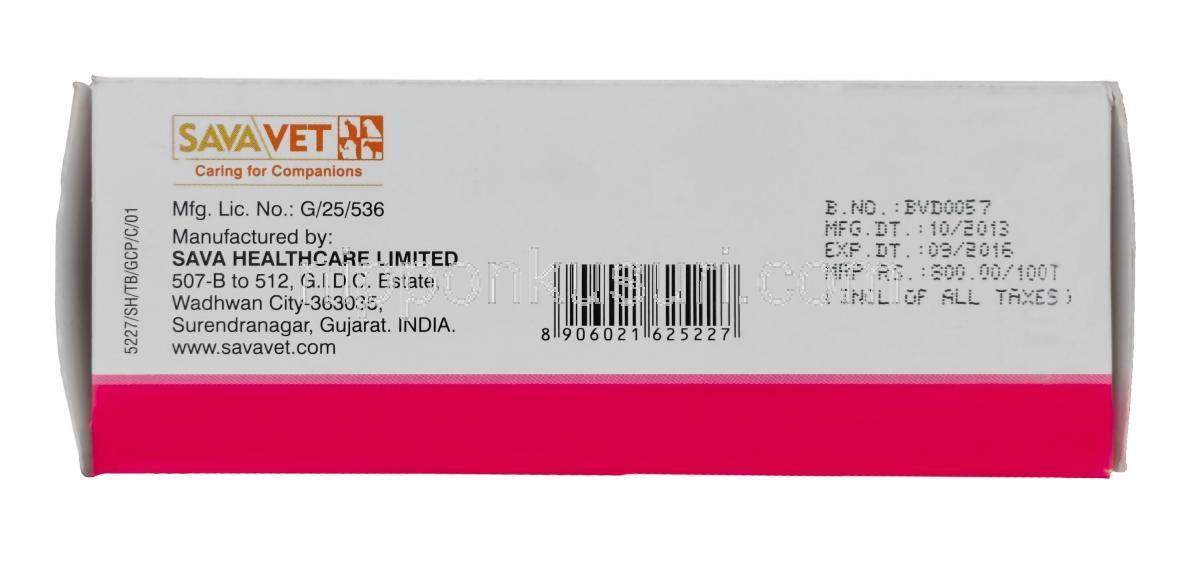 SAVAVET
Caring for Companions
Mfg. Lic. No.: G/25/536
Manufactured by:
SAVA HEALTHCARE LIMITED
507-B to 512, G.I.D.C. Estate,
Wadhwan City-363035,
Surendranagar, Gujarat. INDIA.
www.savavet.com
5227/SH/TB/GCP/C/01
8 906021 625227
B.NO.:BVD0057
MFG.DT.:10/2013
EXP.DT.:09/2016
MRP RS.:800.00/100T
(INCL OF ALL TAXES)
nipponkusuri.com